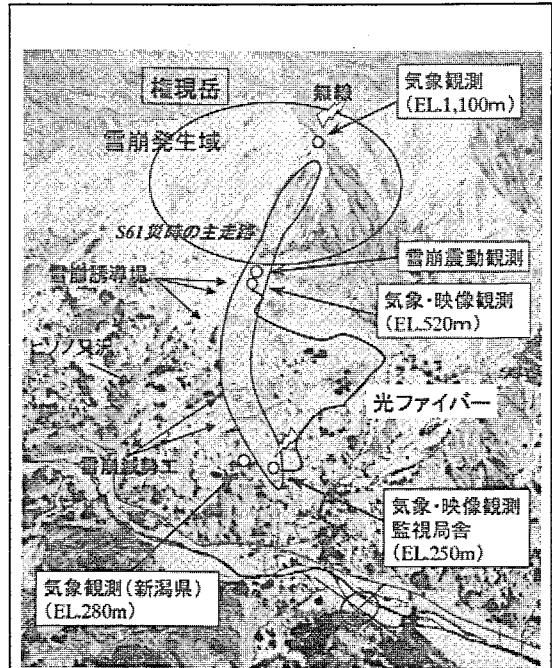 権現岳
無線
気象観測
(EL.1,100m)
雪崩発生域
S61災時の主走路
雪崩震動観測
雪崩誘導堤
気象・映像観測
(EL.520m)
光ファイバー
雪崩減勢工
気象・映像観測
監視局舎
(EL.250m)
気象観測(新潟県)
(EL.280m)